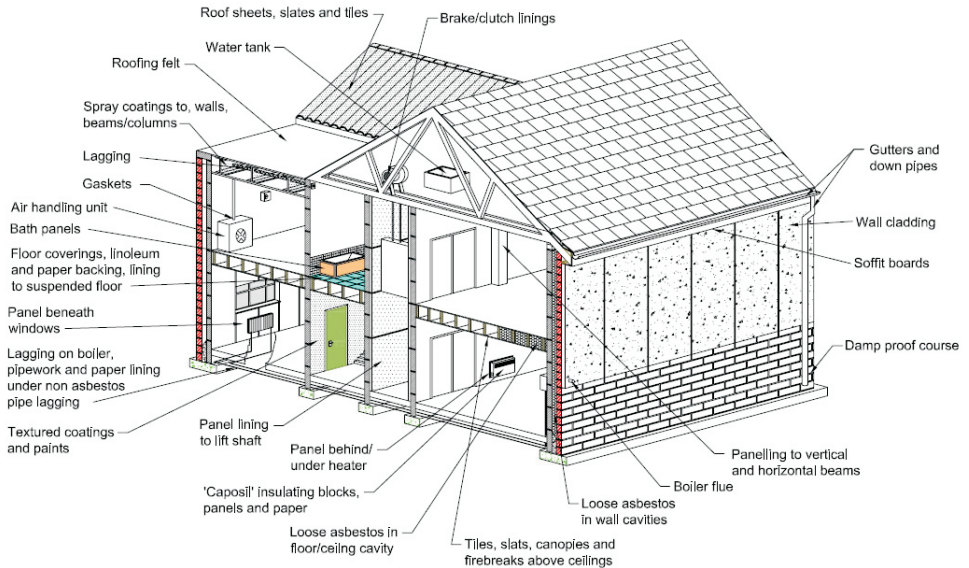 Roof sheets, slates and tiles
Brake/clutch linings
Water tank
Roofing felt
Spray coatings to, walls,
beams/columns
Lagging
Gaskets
Air handling unit
Bath panels
Floor coverings, linoleum
and paper backing, lining
to suspended floor
Panel beneath
windows
Lagging on boiler,
pipework and paper lining
under non asbestos
pipe lagging
Textured coatings
and paints
Panel lining
to lift shaft
Panel behind/
under heater
'Caposil' insulating blocks,
panels and paper
Loose asbestos in
floor/ceilng cavity
Tiles, slats, canopies and
firebreaks above ceilings
Loose asbestos
in wall cavities
Boiler flue
Panelling to vertical
and horizontal beams
Damp proof course
Soffit boards
Wall cladding
Gutters and
down pipes